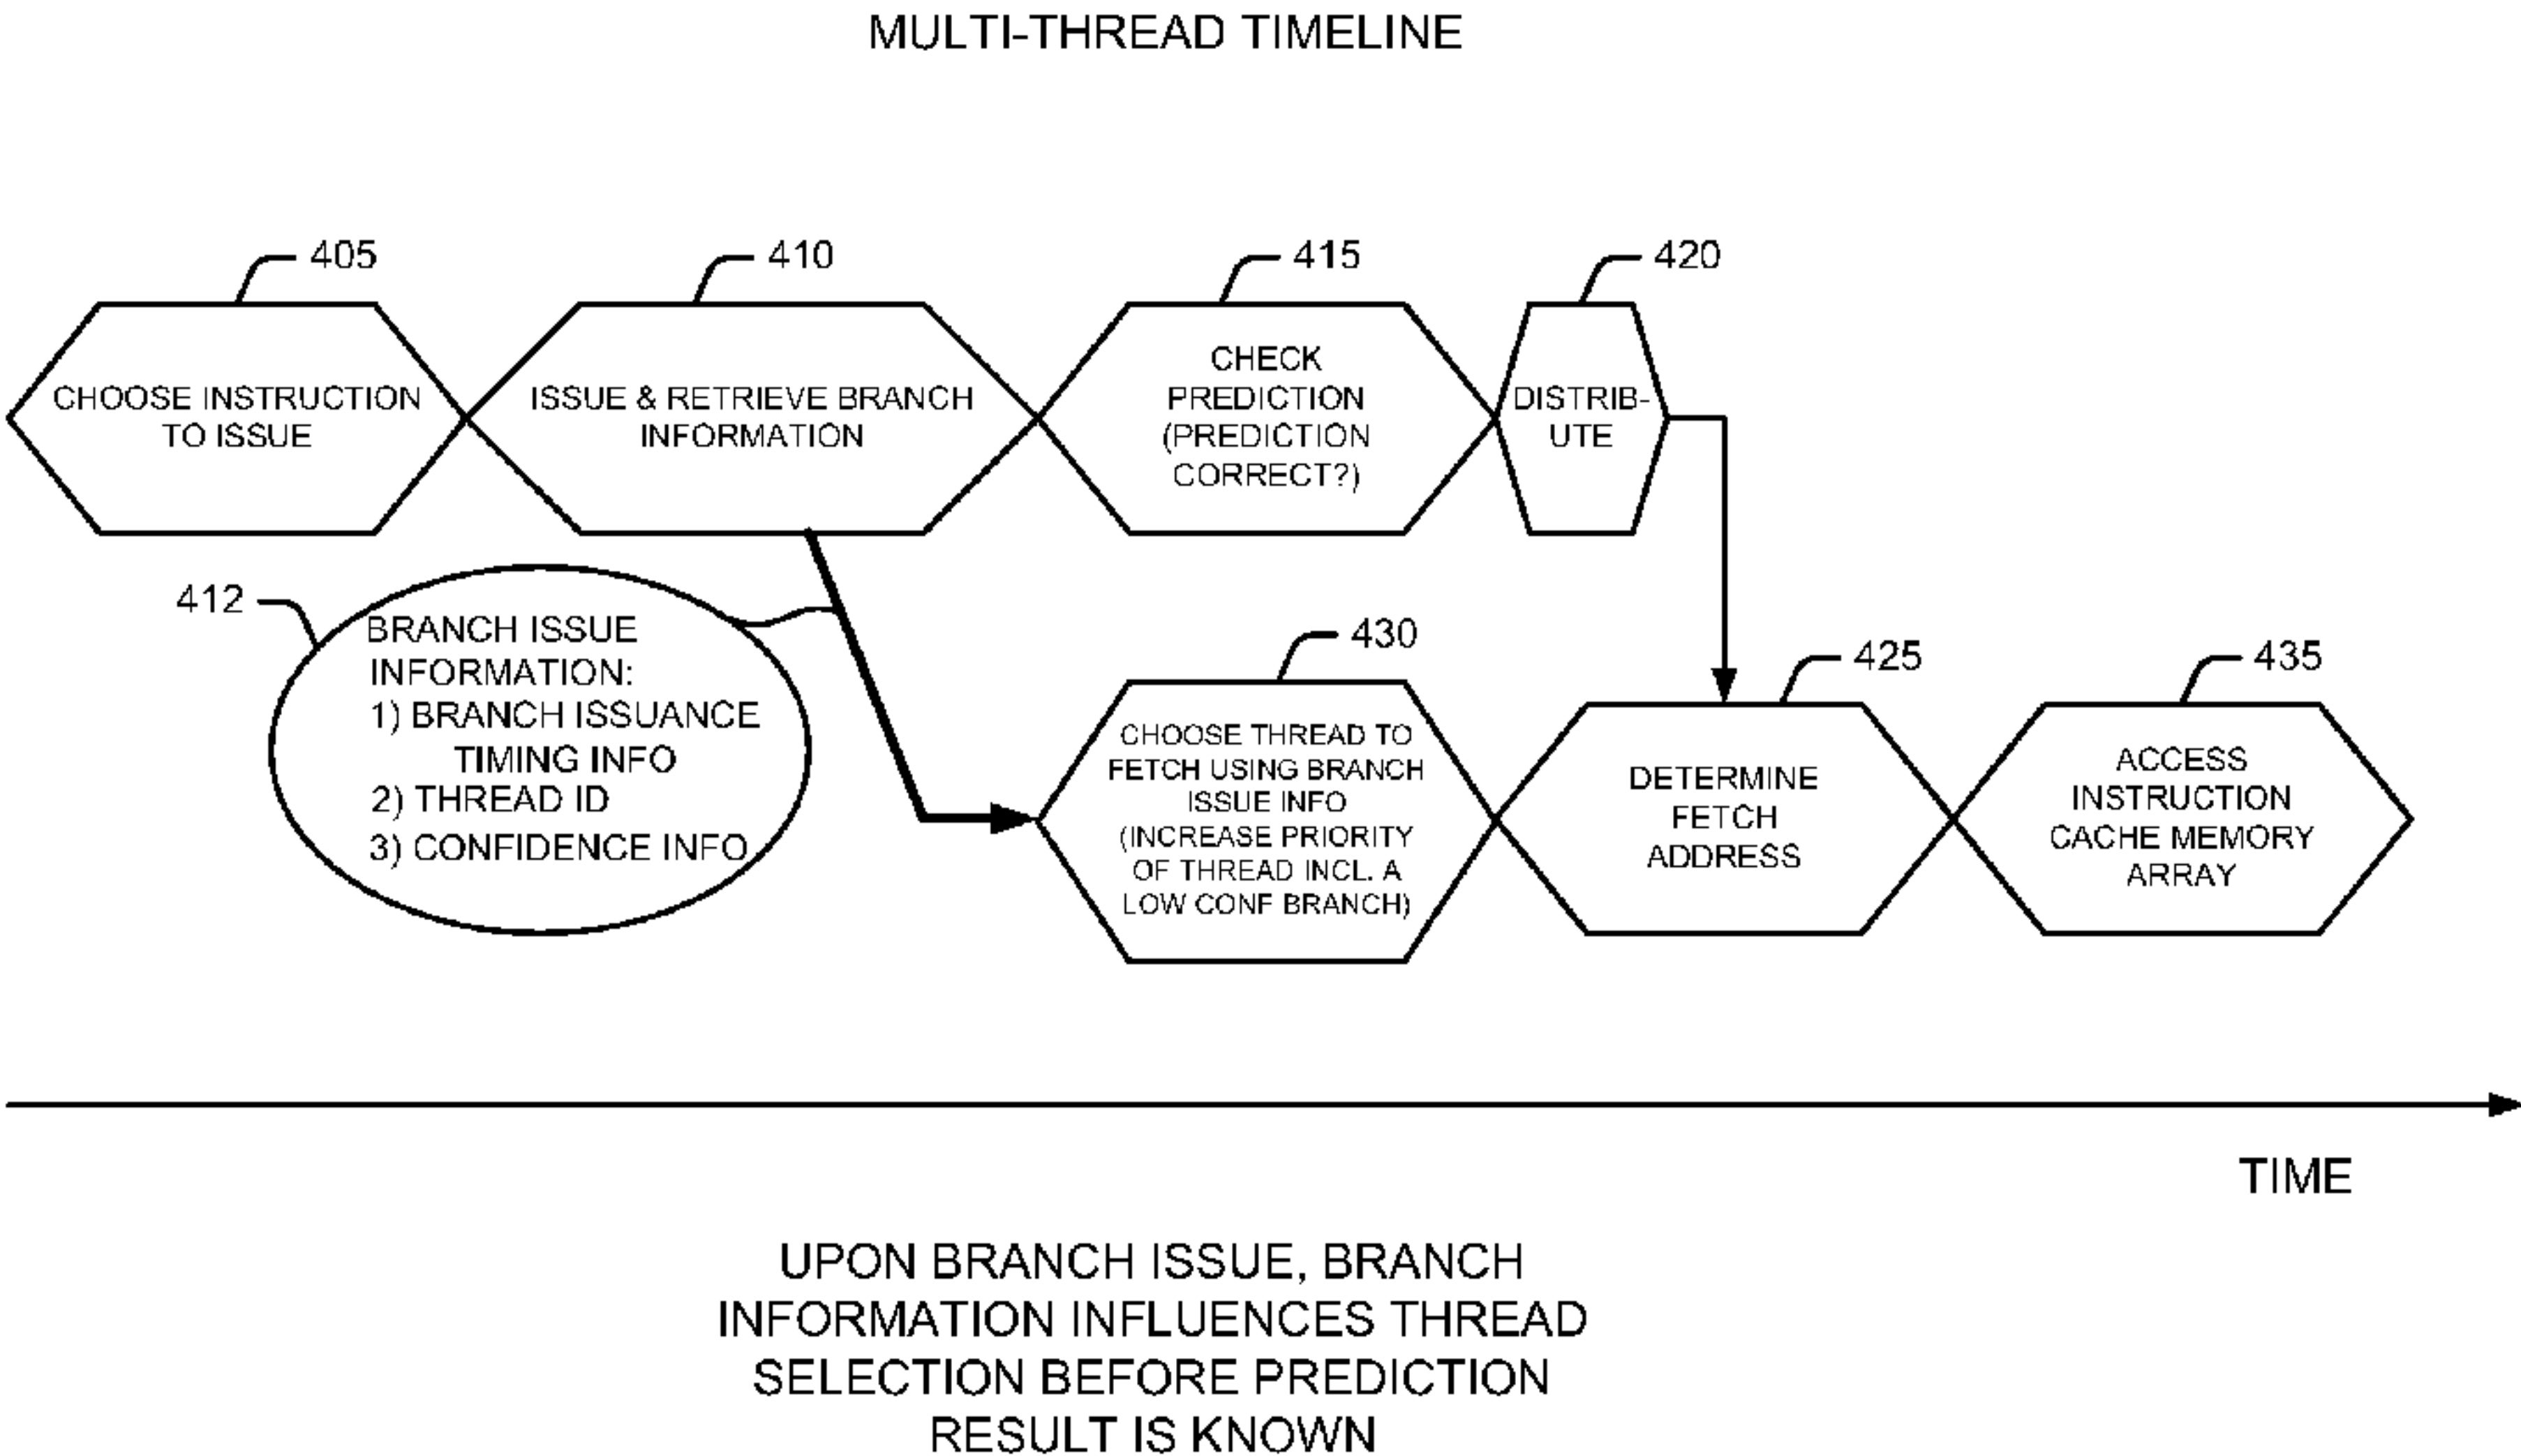 MULTI-THREAD TIMELINE
405
410
415
420
CHOOSE INSTRUCTION
TO ISSUE
ISSUE & RETRIEVE BRANCH
INFORMATION
CHECK
PREDICTION
(PREDICTION
CORRECT?)
DISTRIB-
UTE
412
BRANCH ISSUE
INFORMATION:
1) BRANCH ISSUANCE
TIMING INFO
2) THREAD ID
3) CONFIDENCE INFO
430
CHOOSE THREAD TO
FETCH USING BRANCH
ISSUE INFO
(INCREASE PRIORITY
OF THREAD INCL. A
LOW CONF BRANCH)
425
DETERMINE
FETCH
ADDRESS
435
ACCESS
INSTRUCTION
CACHE MEMORY
ARRAY
TIME
UPON BRANCH ISSUE, BRANCH
INFORMATION INFLUENCES THREAD
SELECTION BEFORE PREDICTION
RESULT IS KNOWN